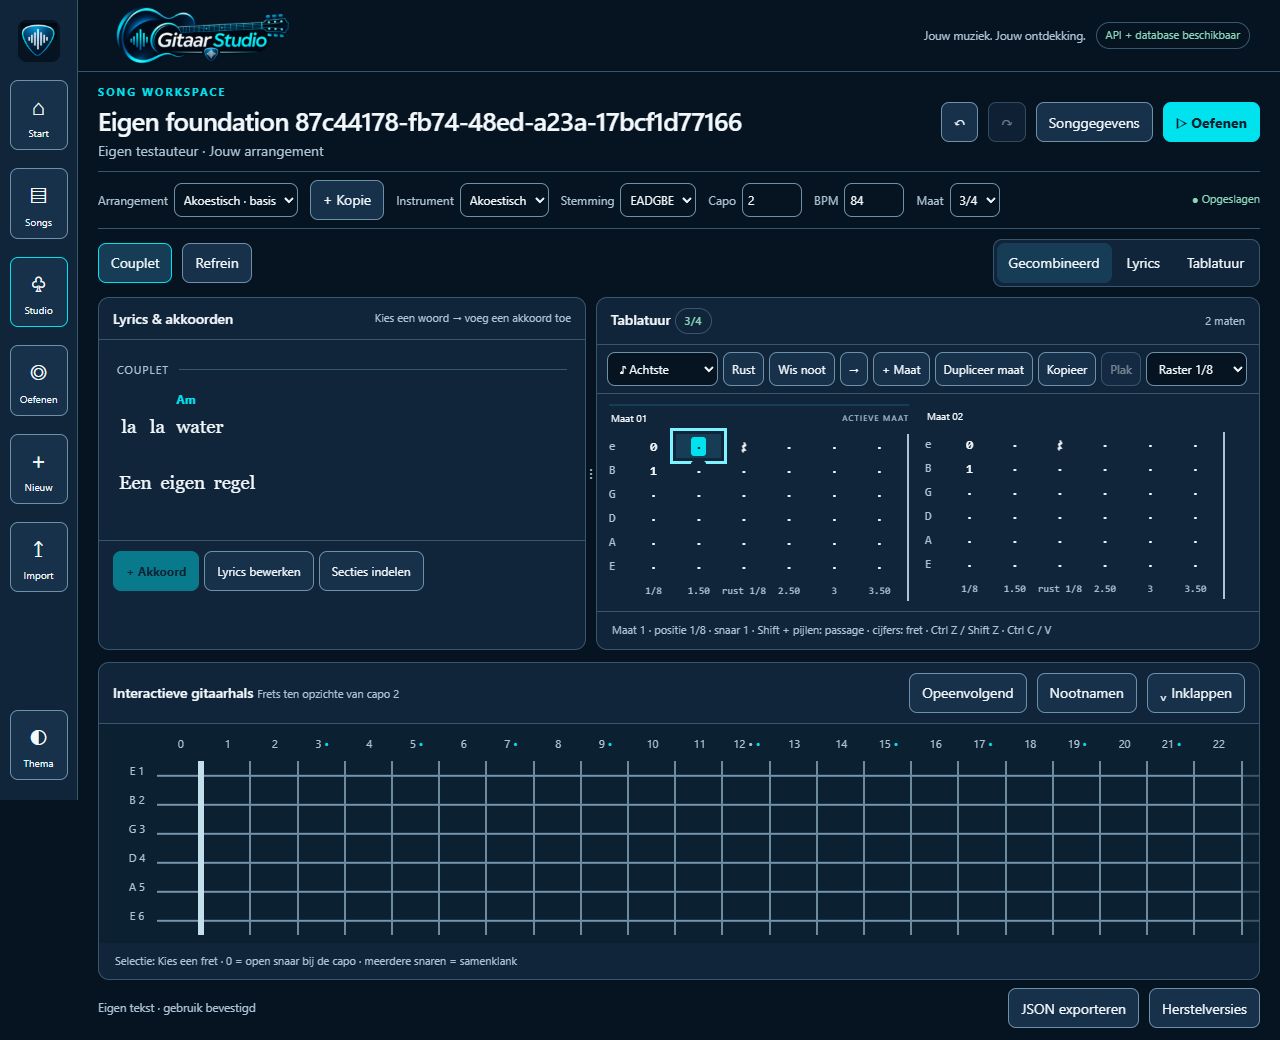 Gitaar Studio
Jouw muziek. Jouw ontdekking.
API + database beschikbaar
Start
Songs
Studio
Oefenen
Nieuw
Import
Thema
SONG WORKSPACE
Eigen foundation 87c44178-fb74-48ed-a23a-17bcf1d77166
Eigen testauteur · Jouw arrangement
Songgegevens
▷ Oefenen
Arrangement Akoestisch · basis + Kopie Instrument Akoestisch Stemming EADGBE Capo 2 BPM 84 Maat 3/4
● Opgeslagen
Couplet Refrein
Gecombineerd Lyrics Tablatuur
Lyrics & akkoorden
Kies een woord → voeg een akkoord toe
COUPLET
Am
la la water
Een eigen regel
+ Akkoord Lyrics bewerken Secties indelen
Tablatuur 3/4
2 maten
♪ Achtste Rust Wis noot → + Maat Dupliceer maat Kopieer Plak Raster 1/8
Maat 01 ACTIEVE MAAT
e 0 · 𝄽 - - -
B 1 - - - - -
G - - - - - -
D - - - - - -
A - - - - - -
E - - - - - -
1/8 1.50 rust 1/8 2.50 3 3.50
Maat 02
e 0 - 𝄽 - - -
B 1 - - - - -
G - - - - - -
D - - - - - -
A - - - - - -
E - - - - - -
1/8 1.50 rust 1/8 2.50 3 3.50
Maat 1 · positie 1/8 · snaar 1 · Shift + pijlen: passage · cijfers: fret · Ctrl Z / Shift Z · Ctrl C / V
Interactieve gitaarhals Frets ten opzichte van capo 2
Opeenvolgend Nootnamen ˬ Inklappen
0 1 2 3 • 4 5 • 6 7 • 8 9 • 10 11 12 • • 13 14 15 • 16 17 • 18 19 • 20 21 • 22
E 1
B 2
G 3
D 4
A 5
E 6
Selectie: Kies een fret · 0 = open snaar bij de capo · meerdere snaren = samenklank
Eigen tekst · gebruik bevestigd
JSON exporteren Herstelversies